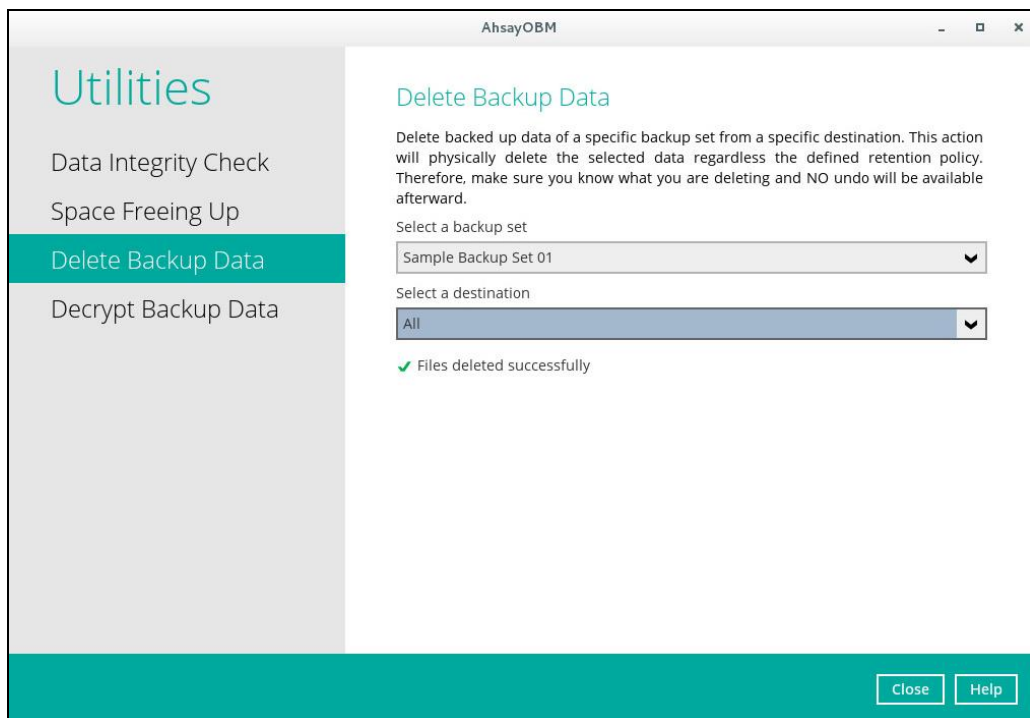 AhsayOBM
Utilities
Data Integrity Check
Space Freeing Up
Delete Backup Data
Decrypt Backup Data
Delete Backup Data
Delete backed up data of a specific backup set from a specific destination. This action
will physically delete the selected data regardless the defined retention policy.
Therefore, make sure you know what you are deleting and NO undo will be available
afterward.
Select a backup set
Sample Backup Set 01
Select a destination
All
Files deleted successfully
Close
Help